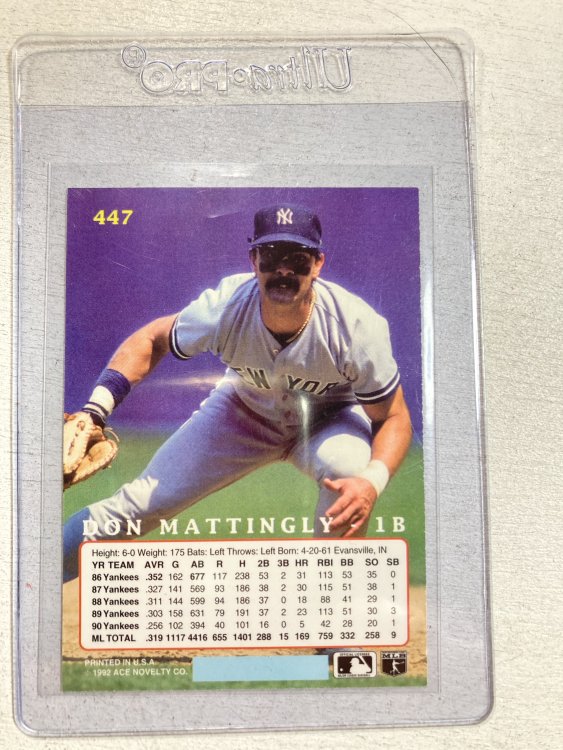 Ultra•PRO®
447
NY
NEW YORK
DON MATTINGLY - 1B
Height: 6-0 Weight: 175 Bats: Left Throws: Left Born: 4-20-61 Evansville, IN
YR TEAM AVR G AB R H 2B 3B HR RBI BB SO SB
86 Yankees .352 162 677 117 238 53 2 31 113 53 35 0
87 Yankees .327 141 569 93 186 38 2 30 115 51 38 1
88 Yankees .311 144 599 94 186 37 0 18 88 41 29 1
89 Yankees .303 158 631 79 191 37 2 23 113 51 30 3
90 Yankees .256 102 394 40 101 16 0 5 42 28 20 1
ML TOTAL .319 1117 4416 655 1401 288 15 169 759 332 258 9
PRINTED IN U.S.A
© 1992 ACE NOVELTY CO.